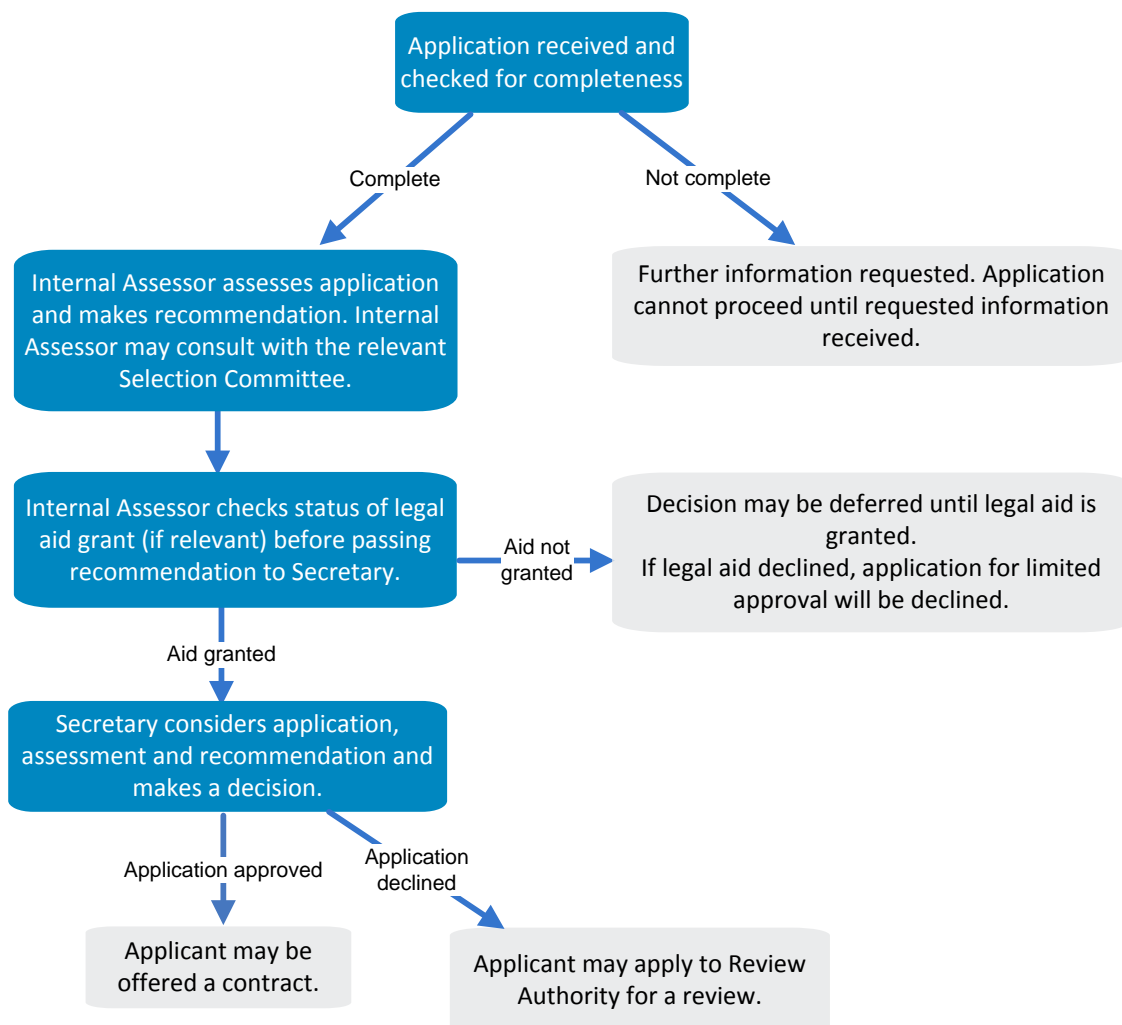 Application received and
checked for completeness
Complete
Not complete
Internal Assessor assesses application
and makes recommendation. Internal
Assessor may consult with the relevant
Selection Committee.
Further information requested. Application
cannot proceed until requested information
received.
Internal Assessor checks status of legal
aid grant (if relevant) before passing
recommendation to Secretary.
Aid not
granted
Decision may be deferred until legal aid is
granted.
If legal aid declined, application for limited
approval will be declined.
Aid granted
Secretary considers application,
assessment and recommendation and
makes a decision.
Application approved
Application
declined
Applicant may be
offered a contract.
Applicant may apply to Review
Authority for a review.